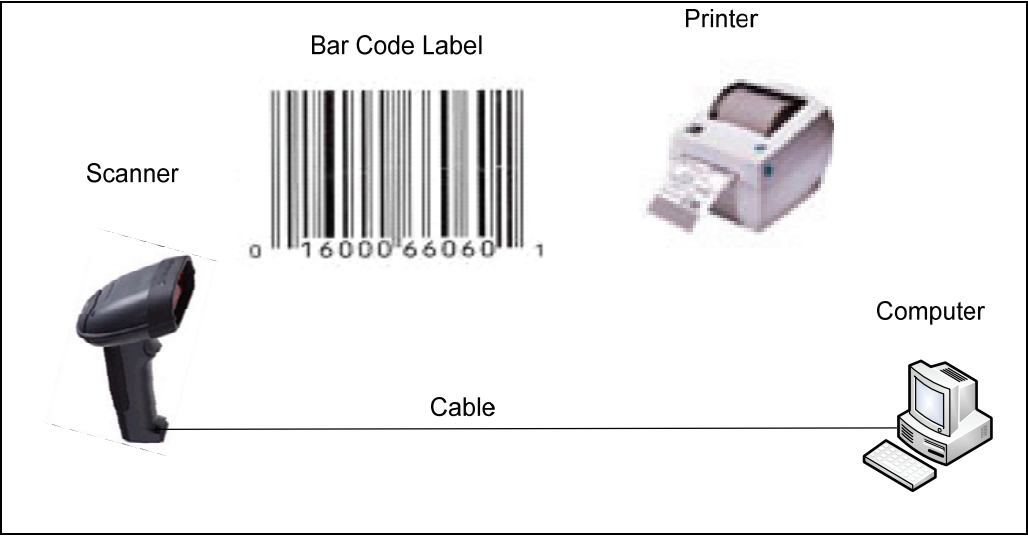 Printer
Bar Code Label
Scanner
0 16000 66060 1
Computer
Cable